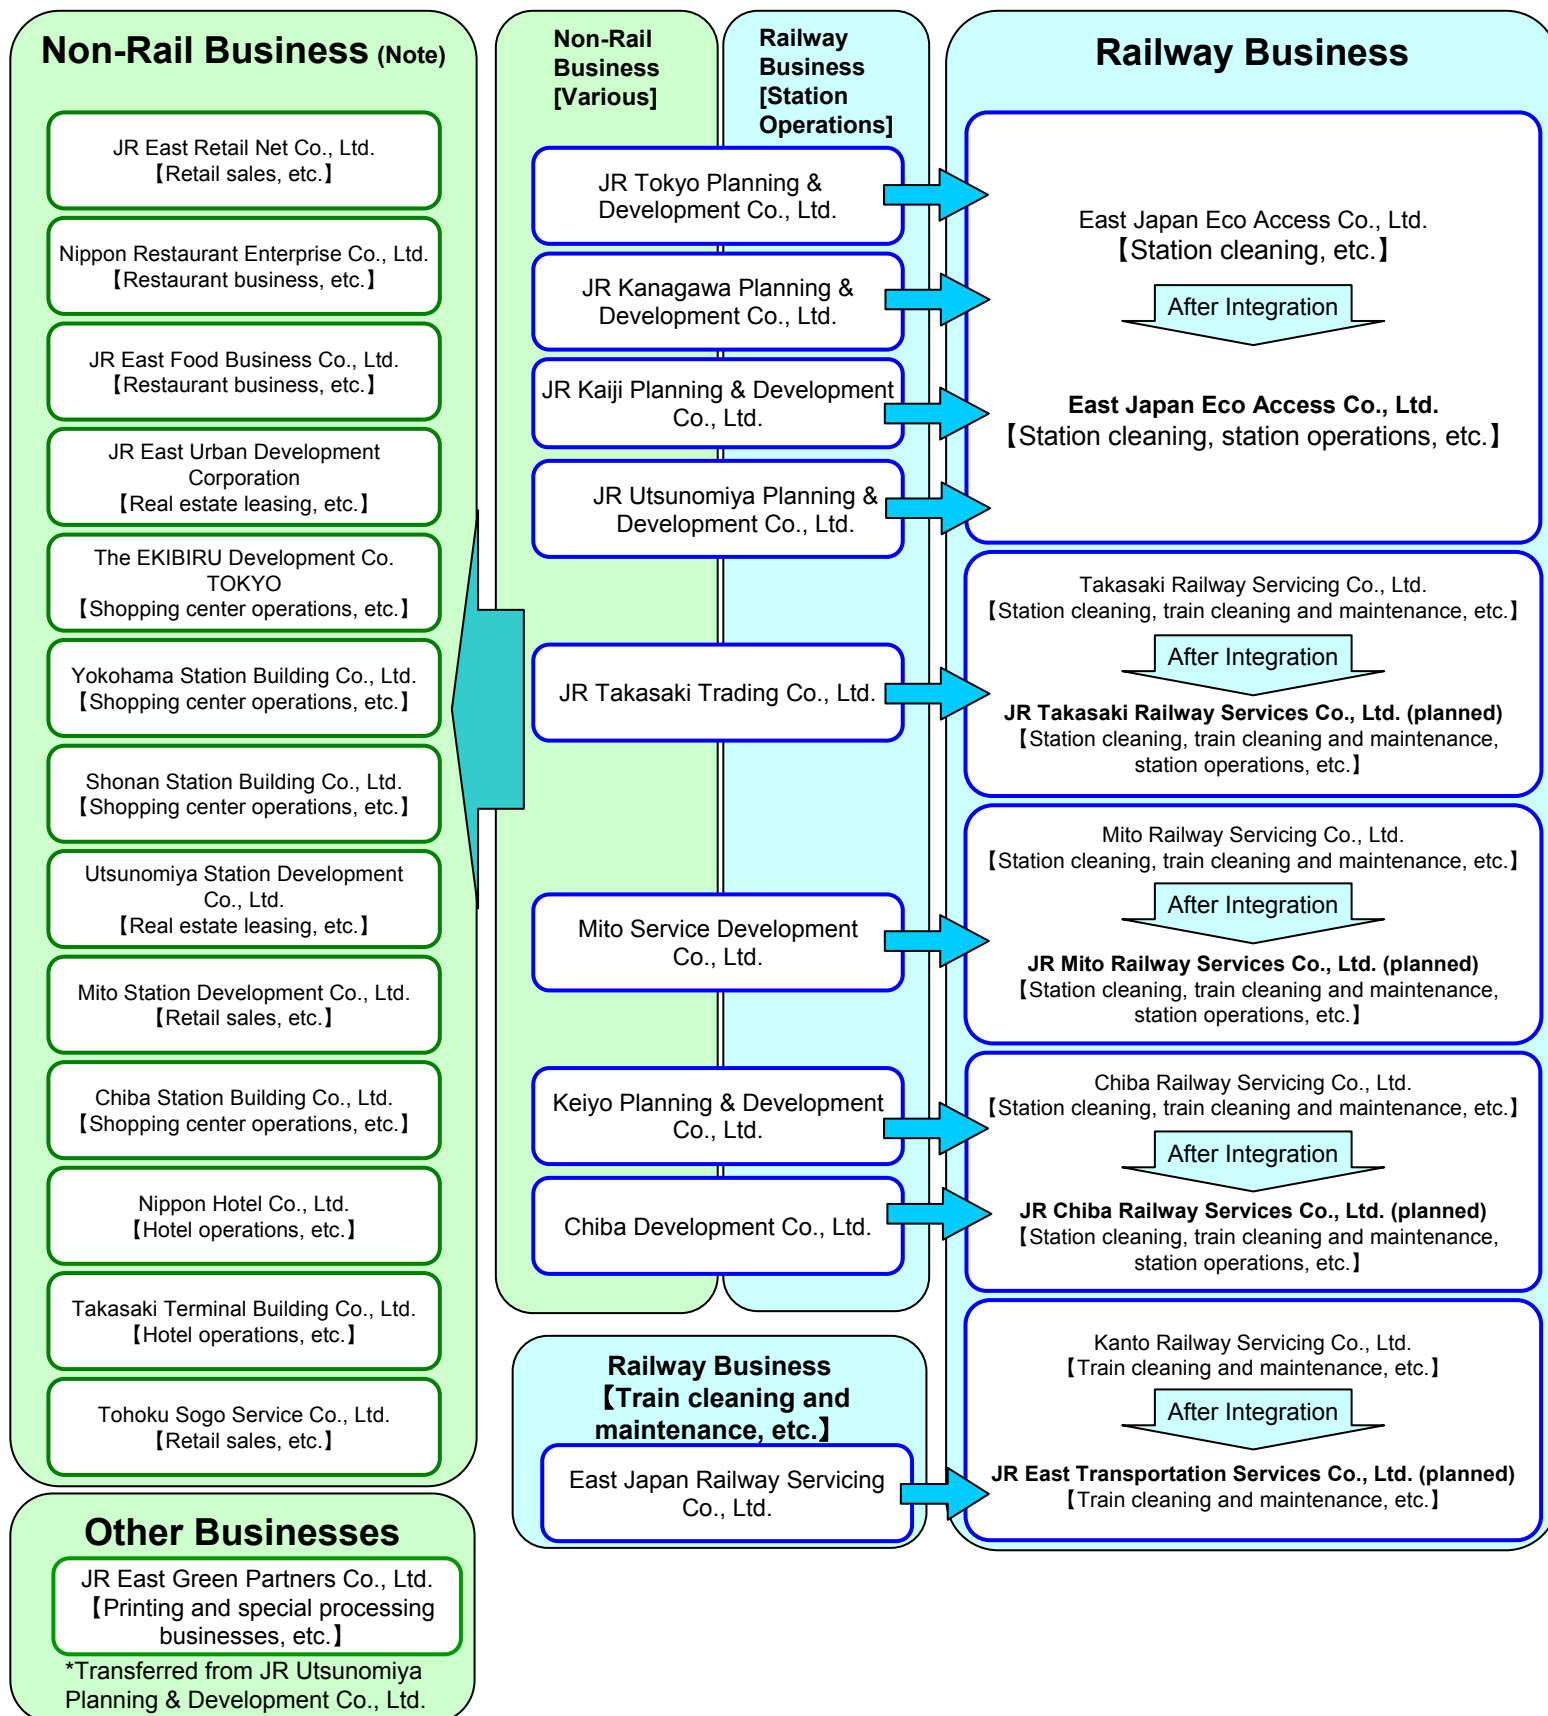 Non-Rail Business (Note)
JR East Retail Net Co., Ltd.
【Retail sales, etc.】
Nippon Restaurant Enterprise Co., Ltd.
【Restaurant business, etc.】
JR East Food Business Co., Ltd.
【Restaurant business, etc.】
JR East Urban Development
Corporation
【Real estate leasing, etc.】
The EKIBIRU Development Co.
TOKYO
【Shopping center operations, etc.】
Yokohama Station Building Co., Ltd.
【Shopping center operations, etc.】
Shonan Station Building Co., Ltd.
【Shopping center operations, etc.】
Utsunomiya Station Development
Co., Ltd.
【Real estate leasing, etc.】
Mito Station Development Co., Ltd.
【Retail sales, etc.】
Chiba Station Building Co., Ltd.
【Shopping center operations, etc.】
Nippon Hotel Co., Ltd.
【Hotel operations, etc.】
Takasaki Terminal Building Co., Ltd.
【Hotel operations, etc.】
Tohoku Sogo Service Co., Ltd.
【Retail sales, etc.】
Other Businesses
JR East Green Partners Co., Ltd.
【Printing and special processing
businesses, etc.】
*Transferred from JR Utsunomiya
Planning & Development Co., Ltd.
Non-Rail
Business
[Various]
Railway
Business
[Station
Operations]
JR Tokyo Planning &
Development Co., Ltd.
JR Kanagawa Planning &
Development Co., Ltd.
JR Kaiji Planning & Development
Co., Ltd.
JR Utsunomiya Planning &
Development Co., Ltd.
JR Takasaki Trading Co., Ltd.
Mito Service Development
Co., Ltd.
Keiyo Planning & Development
Co., Ltd.
Chiba Development Co., Ltd.
Railway Business
【Train cleaning and
maintenance, etc.】
East Japan Railway Servicing
Co., Ltd.
Railway Business
East Japan Eco Access Co., Ltd.
【Station cleaning, etc.】
After Integration
East Japan Eco Access Co., Ltd.
【Station cleaning, station operations, etc.】
Takasaki Railway Servicing Co., Ltd.
【Station cleaning, train cleaning and maintenance, etc.】
After Integration
JR Takasaki Railway Services Co., Ltd. (planned)
【Station cleaning, train cleaning and maintenance,
station operations, etc.】
Mito Railway Servicing Co., Ltd.
【Station cleaning, train cleaning and maintenance, etc.】
After Integration
JR Mito Railway Services Co., Ltd. (planned)
【Station cleaning, train cleaning and maintenance,
station operations, etc.】
Chiba Railway Servicing Co., Ltd.
【Station cleaning, train cleaning and maintenance, etc.】
After Integration
JR Chiba Railway Services Co., Ltd. (planned)
【Station cleaning, train cleaning and maintenance,
station operations, etc.】
Kanto Railway Servicing Co., Ltd.
【Train cleaning and maintenance, etc.】
After Integration
JR East Transportation Services Co., Ltd. (planned)
【Train cleaning and maintenance, etc.】